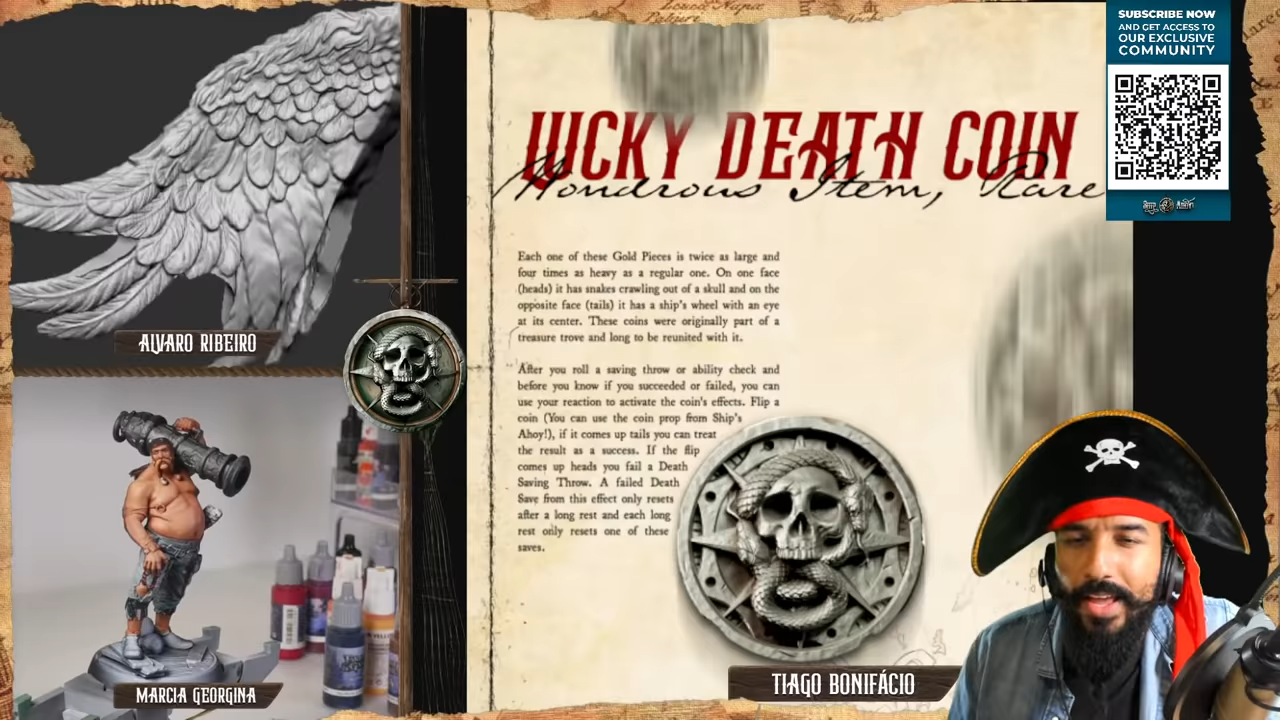 SUBSCRIBE NOW
AND GET ACCESS TO
OUR EXCLUSIVE
COMMUNITY
LUCKY DEATH COIN
Wondrous Item, Rare
Each one of these Gold Pieces is twice as large and
four times as heavy as a regular one. On one face
(heads) it has snakes crawling out of a skull and on the
opposite face (tails) it has a ship's wheel with an eye
at its center. These coins were originally part of a
treasure trove and long to be reunited with it.
After you roll a saving throw or ability check and
before you know if you succeeded or failed, you can
use your reaction to activate the coin's effects. Flip a
coin (You can use the coin prop from Ship's
Ahoy!), if it comes up tails you can treat
the result as a success. If the flip
comes up heads you fail a Death
Saving Throw. A failed Death
Save from this effect only resets
after a long rest and each long
rest only resets one of these
saves.
ALVARO RIBEIRO
MARCIA GEORGINA
TIAGO BONIFÁCIO